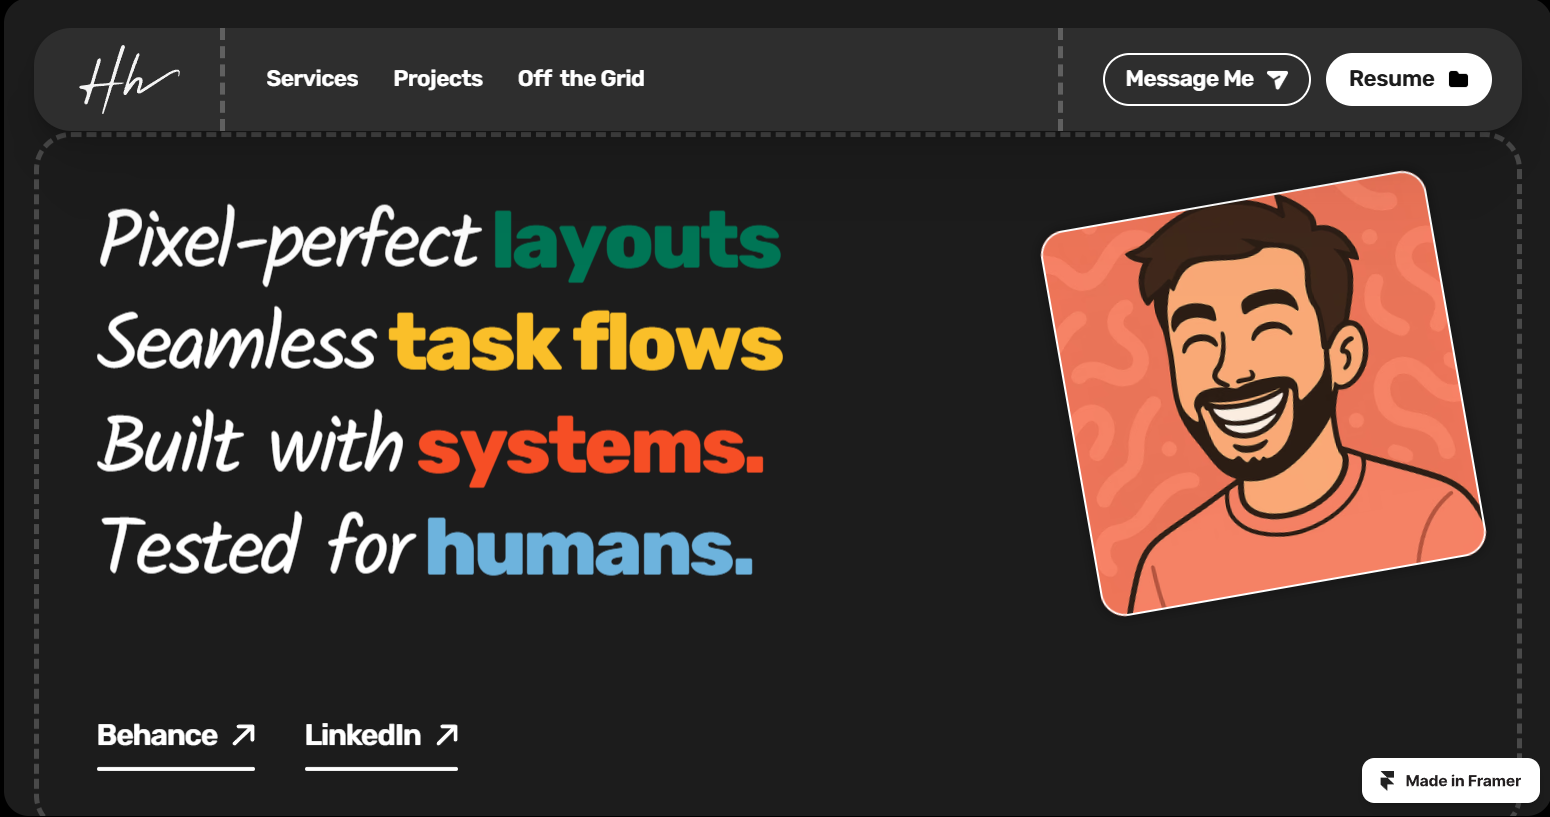 Hh
Services Projects Off the Grid
Message Me Resume
Pixel-perfect layouts
Seamless task flows
Built with systems.
Tested for humans.
Behance LinkedIn
Made in Framer